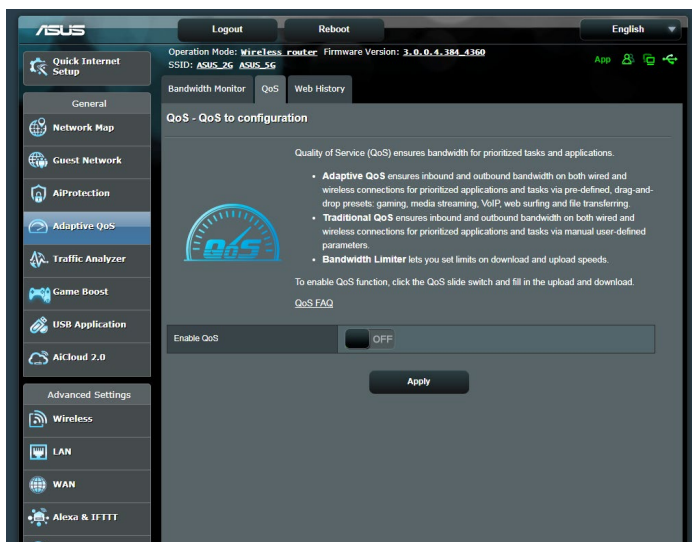 ASUS
Logout
Reboot
English
Quick Internet
Setup
Operation Mode: Wireless router Firmware Version: 3.0.0.4.384_4360
SSID: ASUS_2G ASUS_5G
App
General
Network Map
Guest Network
AiProtection
Adaptive QoS
Traffic Analyzer
Game Boost
USB Application
AiCloud 2.0
Advanced Settings
Wireless
LAN
WAN
Alexa & IFTTT
Bandwidth Monitor
QoS
Web History
QoS - QoS to configuration
QoS
Quality of Service (QoS) ensures bandwidth for prioritized tasks and applications.
• Adaptive QoS ensures inbound and outbound bandwidth on both wired and
wireless connections for prioritized applications and tasks via pre-defined, drag-and-
drop presets: gaming, media streaming, VoIP, web surfing and file transferring.
• Traditional QoS ensures inbound and outbound bandwidth on both wired and
wireless connections for prioritized applications and tasks via manual user-defined
parameters.
• Bandwidth Limiter lets you set limits on download and upload speeds.
To enable QoS function, click the QoS slide switch and fill in the upload and download.
QoS FAQ
Enable QoS
OFF
Apply